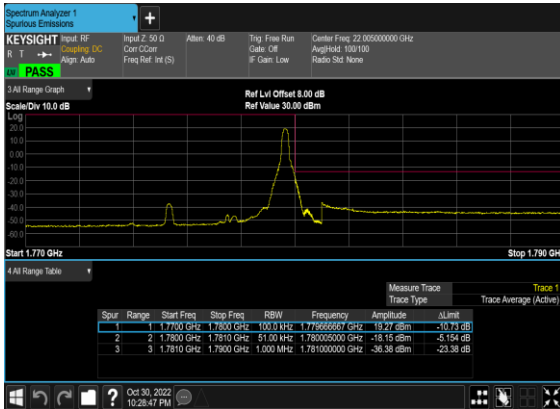 Spectrum Analyzer 1
Spurious Emissions
+
KEYSIGHT
R T
LXI PASS
Input: RF
Coupling: DC
Align: Auto
Input Z: 50 Ω
Corr CCorr
Freq Ref: Int (S)
Atten: 40 dB
Trig: Free Run
Gate: Off
IF Gain: Low
Center Freq: 22.005000000 GHz
Avg|Hold: 100/100
Radio Std: None
3 All Range Graph
Scale/Div 10.0 dB
Ref Lvl Offset 8.00 dB
Ref Value 30.00 dBm
Log
20.0
10.0
0.00
-10.0
-20.0
-30.0
-40.0
-50.0
-60.0
Start 1.770 GHz
Stop 1.790 GH
4 All Range Table
Measure Trace Trace 1
Trace Type Trace Average (Active)
Spur Range Start Freq Stop Freq RBW Frequency Amplitude ΔLimit
1 1 1.7700 GHz 1.7800 GHz 100.0 kHz 1.779666667 GHz 19.27 dBm -10.73 dB
2 2 1.7800 GHz 1.7810 GHz 51.00 kHz 1.780005000 GHz -18.15 dBm -5.154 dB
3 3 1.7810 GHz 1.7900 GHz 1.000 MHz 1.781000000 GHz -36.38 dBm -23.38 dB
?
Oct 30, 2022
10:28:47 PM